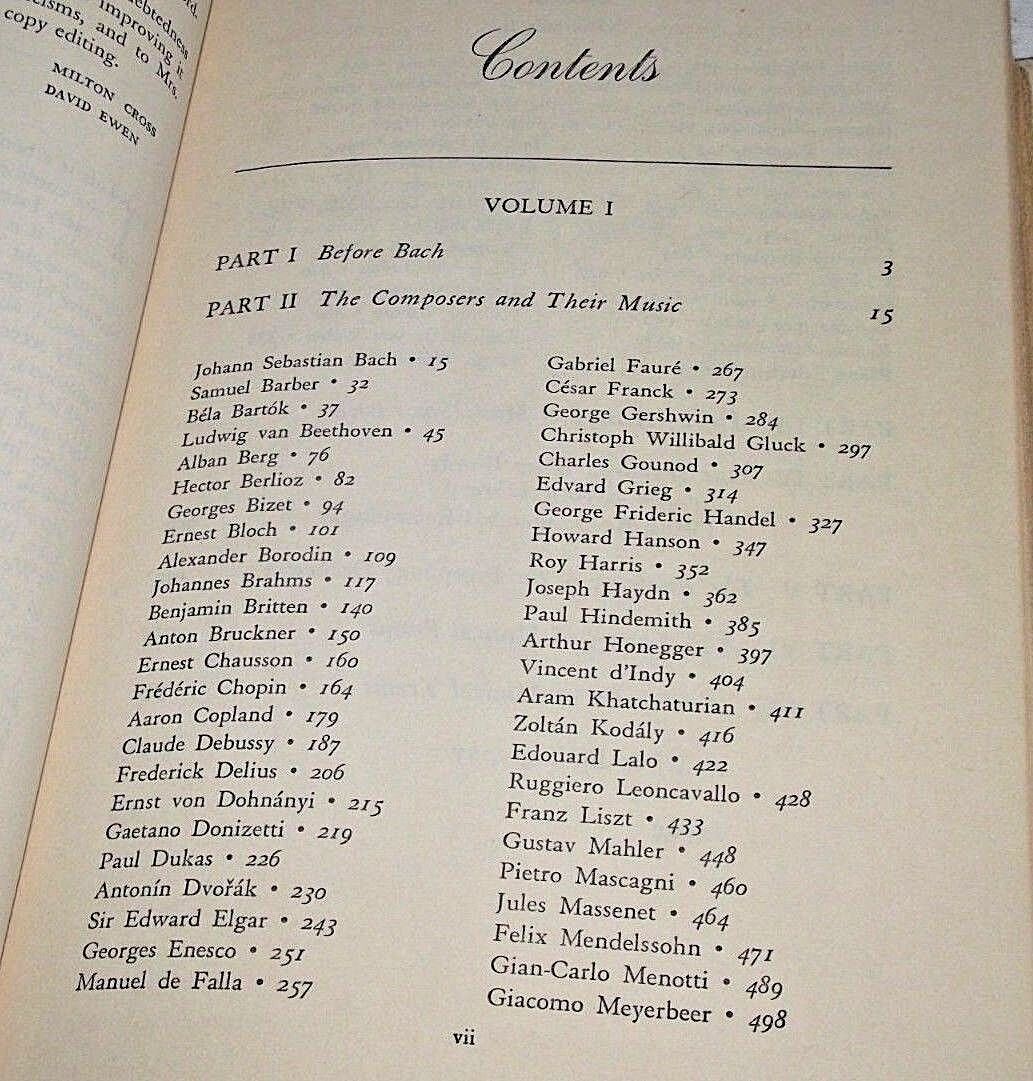 rd.
btedness
improving it
cisms, and to Mrs.
copy editing.
MILTON CROSS
DAVID EWEN
Contents
VOLUME I
PART I Before Bach 3
PART II The Composers and Their Music 15
Johann Sebastian Bach • 15
Samuel Barber • 32
Béla Bartók • 37
Ludwig van Beethoven • 45
Alban Berg • 76
Hector Berlioz • 82
Georges Bizet • 94
Ernest Bloch • 101
Alexander Borodin • 109
Johannes Brahms • 117
Benjamin Britten • 140
Anton Bruckner • 150
Ernest Chausson • 160
Frédéric Chopin • 164
Aaron Copland • 179
Claude Debussy • 187
Frederick Delius • 206
Ernst von Dohnányi • 215
Gaetano Donizetti • 219
Paul Dukas • 226
Antonín Dvořák • 230
Sir Edward Elgar • 243
Georges Enesco • 251
Manuel de Falla • 257
Gabriel Fauré • 267
César Franck • 273
George Gershwin • 284
Christoph Willibald Gluck • 297
Charles Gounod • 307
Edvard Grieg • 314
George Frideric Handel • 327
Howard Hanson • 347
Roy Harris • 352
Joseph Haydn • 362
Paul Hindemith • 385
Arthur Honegger • 397
Vincent d'Indy • 404
Aram Khatchaturian • 411
Zoltán Kodály • 416
Edouard Lalo • 422
Ruggiero Leoncavallo • 428
Franz Liszt • 433
Gustav Mahler • 448
Pietro Mascagni • 460
Jules Massenet • 464
Felix Mendelssohn • 471
Gian-Carlo Menotti • 489
Giacomo Meyerbeer • 498
vii